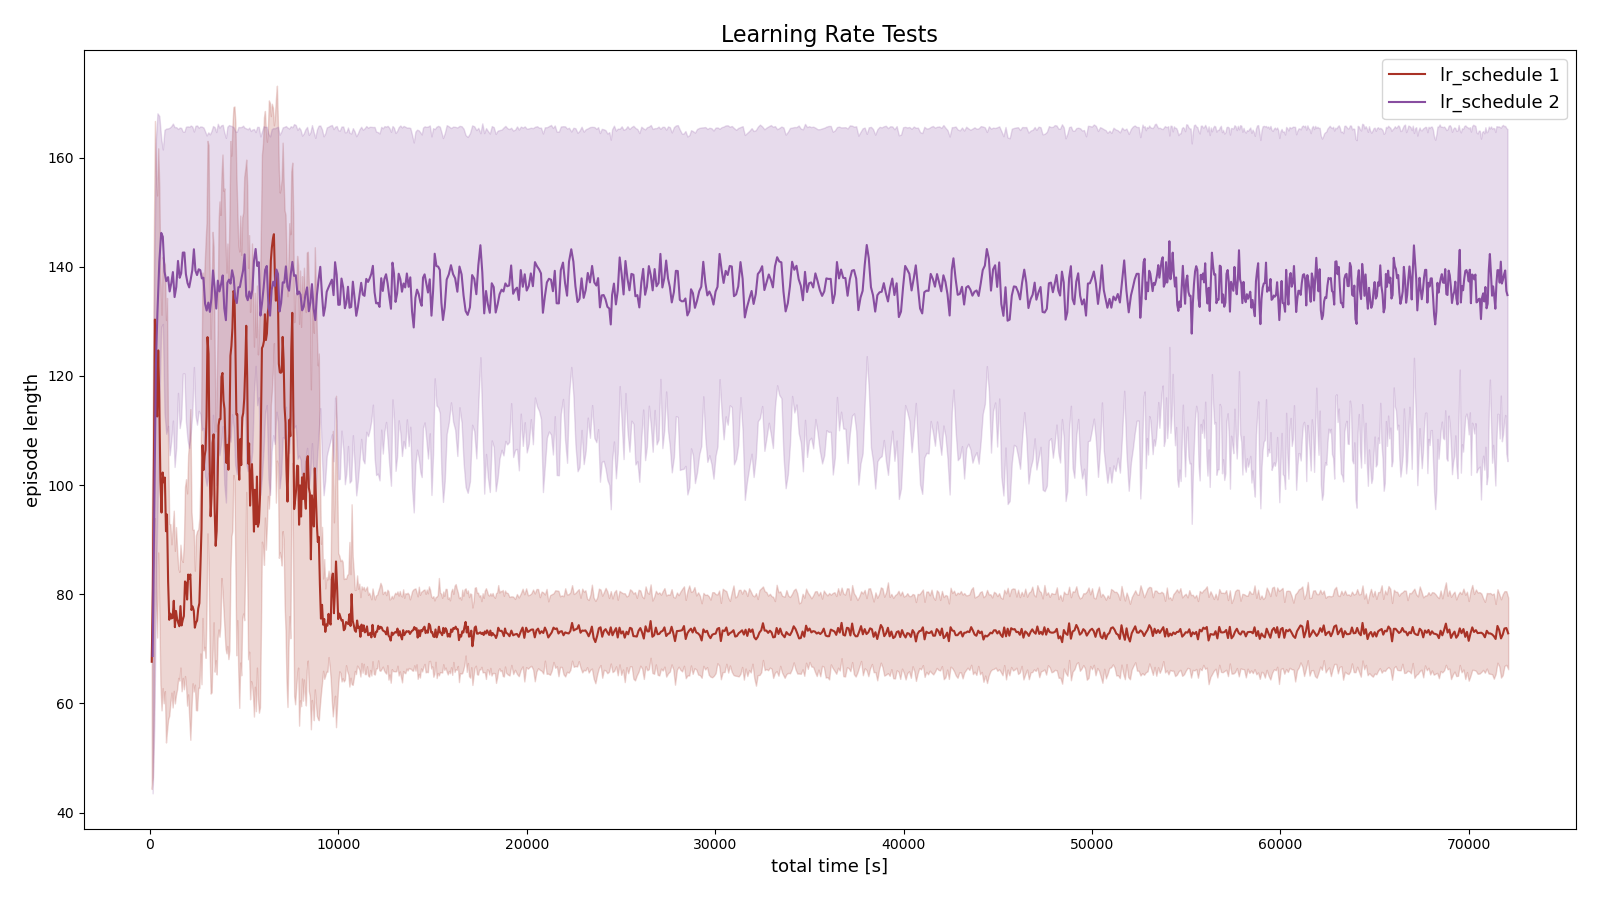 Learning Rate Tests
lr_schedule 1
lr_schedule 2
episode length
160
140
120
100
80
60
40
0 10000 20000 30000 40000 50000 60000 70000
total time [s]